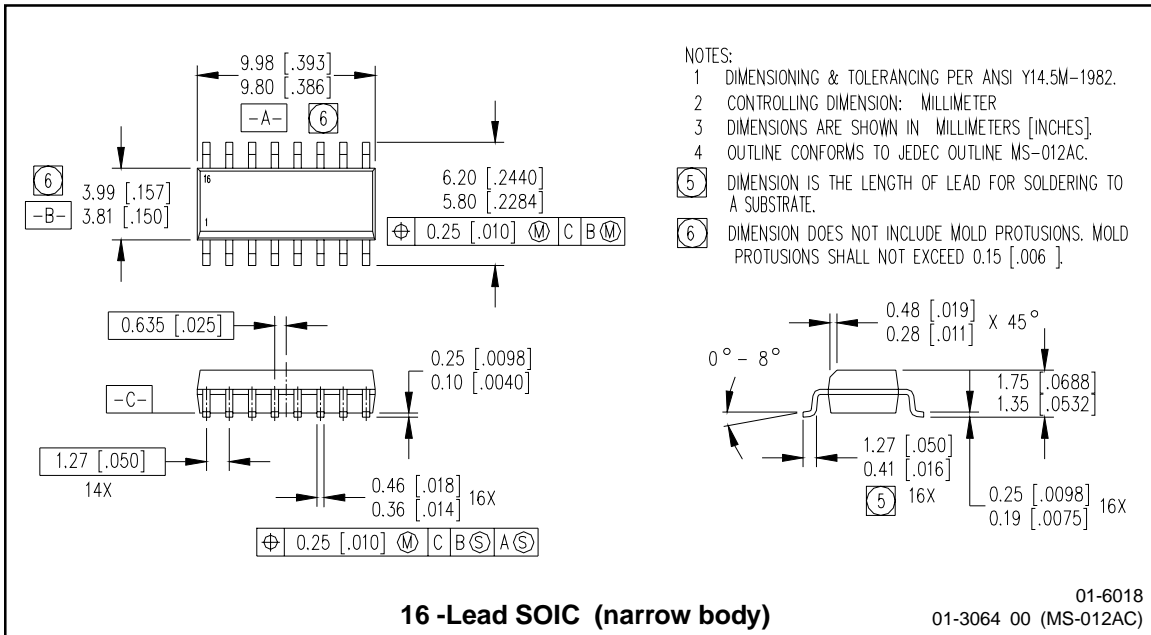 9.98 [.393]
9.80 [.386]
-A- 6
6
3.99 [.157]
-B- 3.81 [.150]
16
1
6.20 [.2440]
5.80 [.2284]
⌖ 0.25 [.010] Ⓜ C B Ⓜ
NOTES:
1 DIMENSIONING & TOLERANCING PER ANSI Y14.5M-1982.
2 CONTROLLING DIMENSION: MILLIMETER
3 DIMENSIONS ARE SHOWN IN MILLIMETERS [INCHES].
4 OUTLINE CONFORMS TO JEDEC OUTLINE MS-012AC.
5 DIMENSION IS THE LENGTH OF LEAD FOR SOLDERING TO
A SUBSTRATE.
6 DIMENSION DOES NOT INCLUDE MOLD PROTUSIONS. MOLD
PROTUSIONS SHALL NOT EXCEED 0.15 [.006 ].
0.635 [.025]
-C-
0.25 [.0098]
0.10 [.0040]
1.27 [.050]
14X
0.46 [.018]
0.36 [.014] 16X
⌖ 0.25 [.010] Ⓜ C B Ⓢ A Ⓢ
0.48 [.019]
0.28 [.011] X 45°
0° - 8°
1.75 [.0688]
1.35 [.0532]
1.27 [.050]
0.41 [.016]
5 16X
0.25 [.0098]
0.19 [.0075] 16X
16 -Lead SOIC (narrow body)
01-6018
01-3064 00 (MS-012AC)